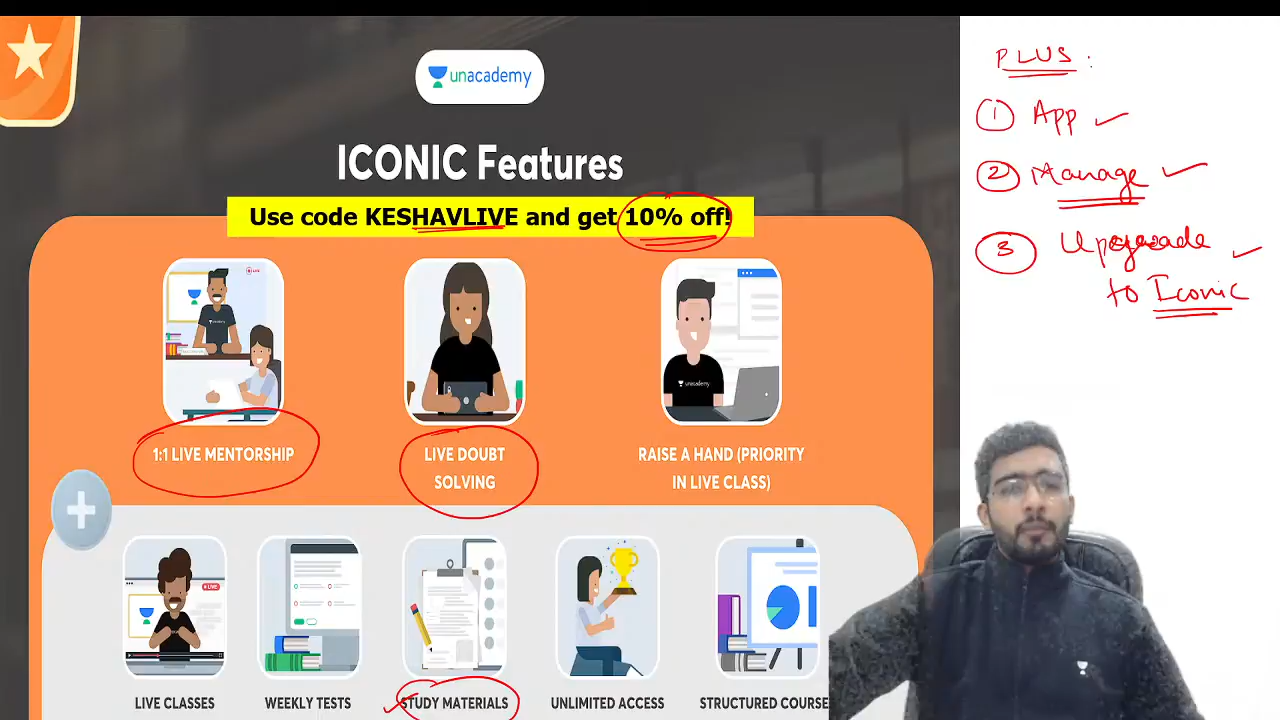 unacademy
ICONIC Features
Use code KESHAVLIVE and get 10% off!
1:1 LIVE MENTORSHIP
LIVE DOUBT
SOLVING
RAISE A HAND (PRIORITY
IN LIVE CLASS)
LIVE CLASSES
WEEKLY TESTS
STUDY MATERIALS
UNLIMITED ACCESS
STRUCTURED COURSE
PLUS :
1 App
2 Manage
3 Upgrade
to Iconic
LIVE
unacademy